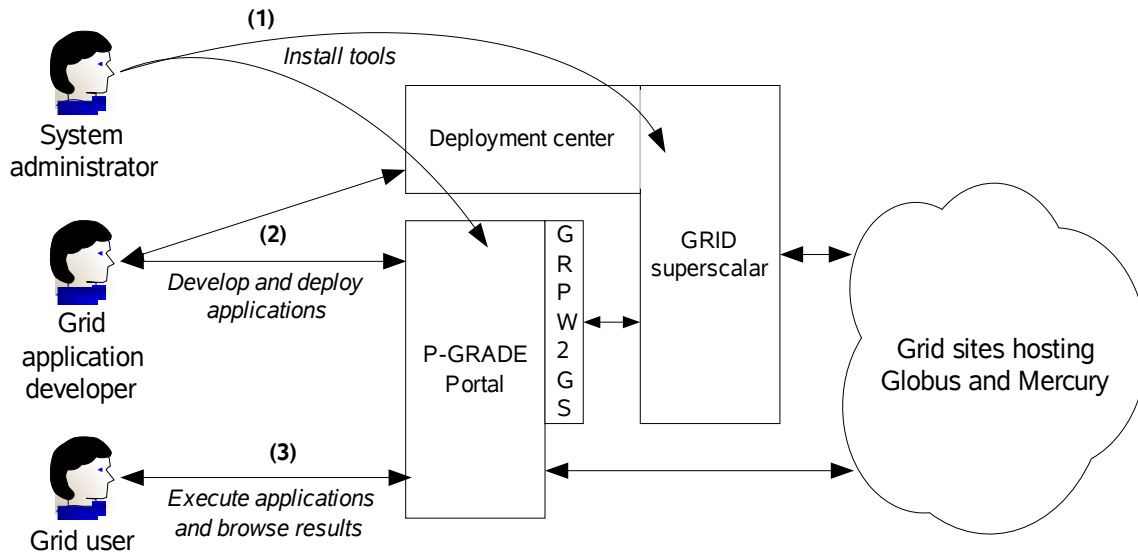 (1)
Install tools
System
administrator
Deployment center
(2)
Develop and deploy
applications
Grid
application
developer
G
R
P
W
2
G
S
GRID
superscalar
P-GRADE
Portal
Grid sites hosting
Globus and Mercury
(3)
Execute applications
and browse results
Grid user